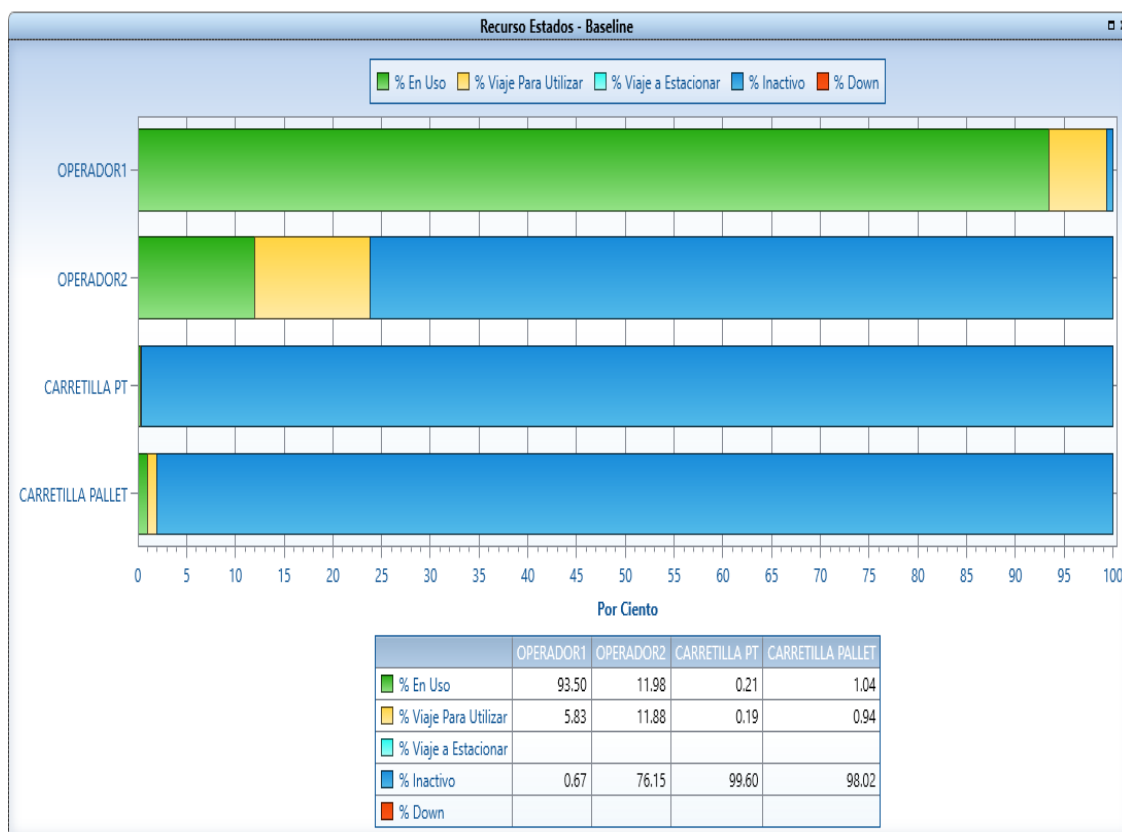 Recurso Estados - Baseline
% En Uso % Viaje Para Utilizar % Viaje a Estacionar % Inactivo % Down
OPERADOR1
OPERADOR2
CARRETILLA PT
CARRETILLA PALLET
0 5 10 15 20 25 30 35 40 45 50 55 60 65 70 75 80 85 90 95 100
Por Ciento
OPERADOR1 OPERADOR2 CARRETILLA PT CARRETILLA PALLET
% En Uso 93.50 11.98 0.21 1.04
% Viaje Para Utilizar 5.83 11.88 0.19 0.94
% Viaje a Estacionar
% Inactivo 0.67 76.15 99.60 98.02
% Down